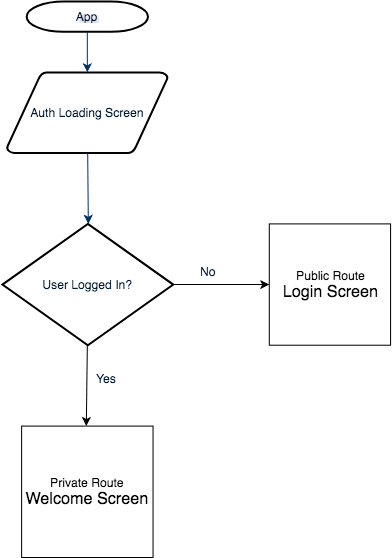 App
Auth Loading Screen
User Logged In?
No
Public Route
Login Screen
Yes
Private Route
Welcome Screen